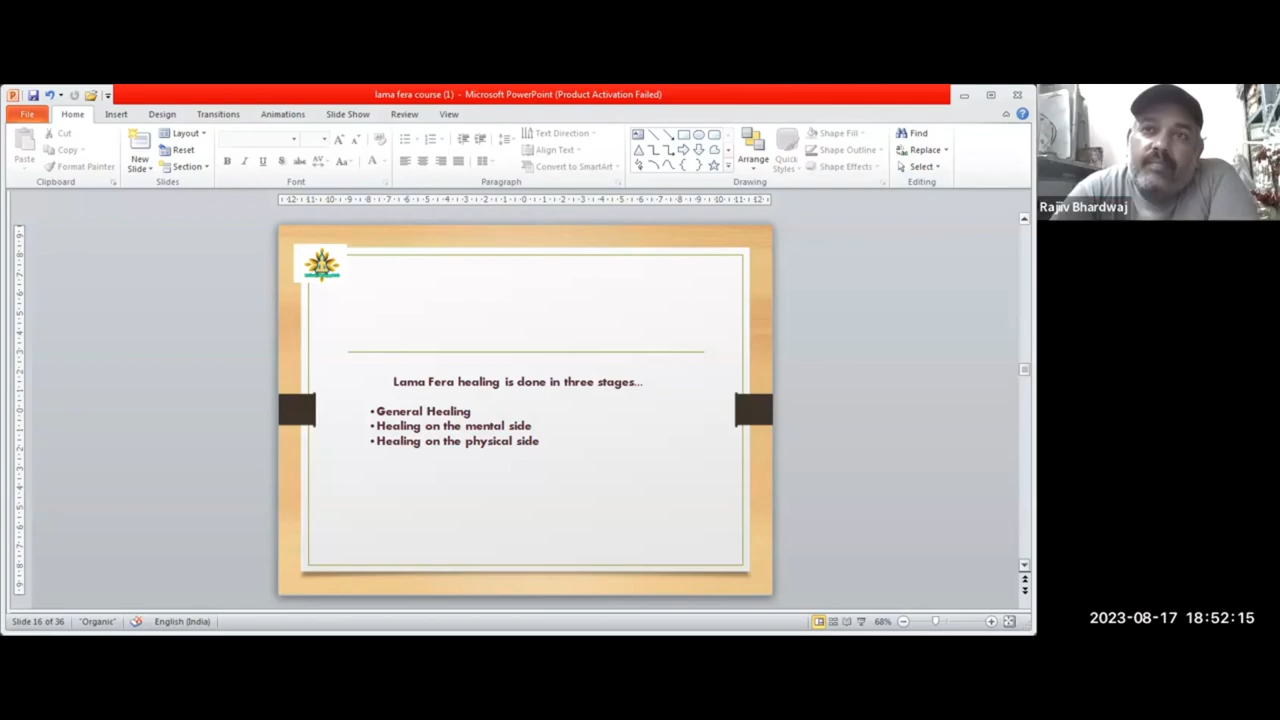 lama fera course (1) - Microsoft PowerPoint (Product Activation Failed)
File Home Insert Design Transitions Animations Slide Show Review View
Paste
Cut
Copy
Format Painter
Clipboard
New Slide
Layout
Reset
Section
Slides
Font
Text Direction
Align Text
Convert to SmartArt
Paragraph
Arrange
Quick Styles
Shape Fill
Shape Outline
Shape Effects
Drawing
Find
Replace
Select
Editing
Rajiv Bhardwaj
Lama Fera healing is done in three stages...
• General Healing
• Healing on the mental side
• Healing on the physical side
Slide 16 of 36 "Organic" English (India) 68%
2023-08-17 18:52:15